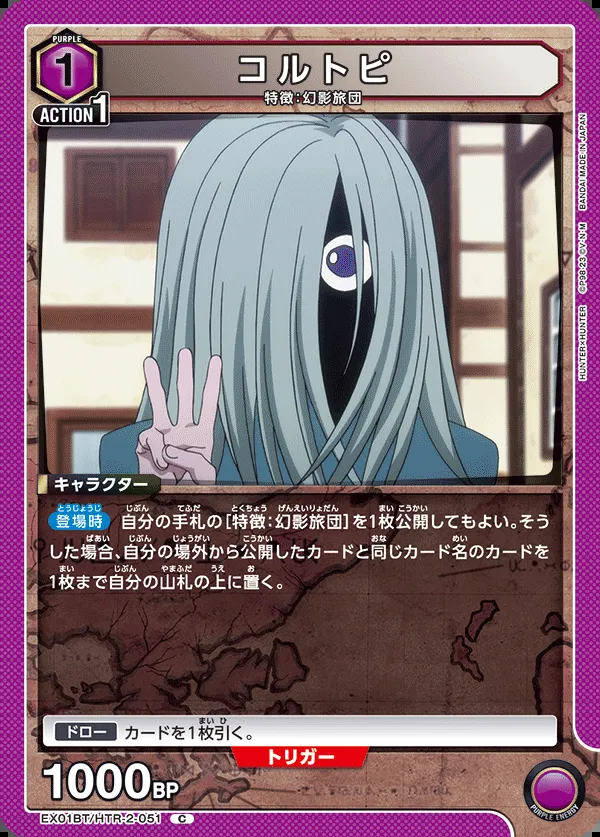 PURPLE
1
ACTION 1
コルトピ
特徴：幻影旅団
キャラクター
登場時 自分の手札の[特徴：幻影旅団]を1枚公開してもよい。そう
した場合、自分の場外から公開したカードと同じカード名のカードを
1枚まで自分の山札の上に置く。
ドロー カードを1枚引く。
トリガー
1000BP
PURPLE ENERGY
EX01BT/HTR-2-051 C
HUNTER×HUNTER ©P98-23 ©V・N・M BANDAI MADE IN JAPAN